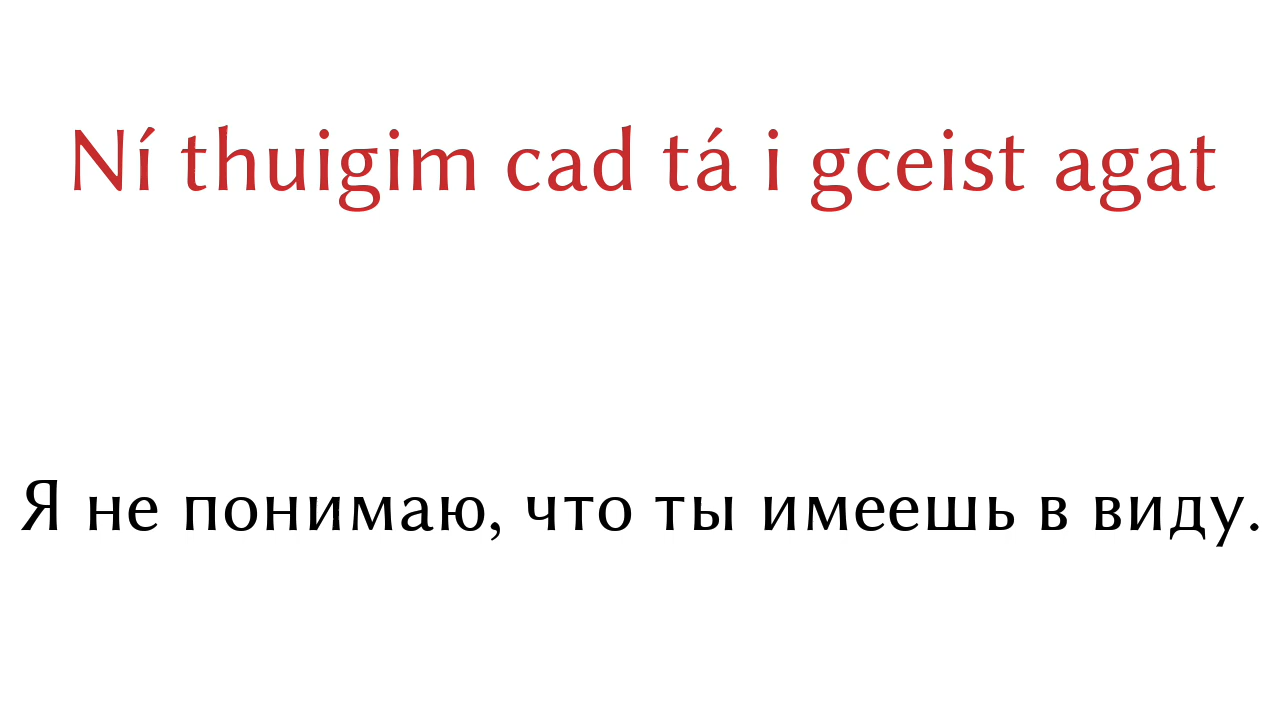 Ní thuigim cad tá i gceist agat
Я не понимаю, что ты имеешь в виду.